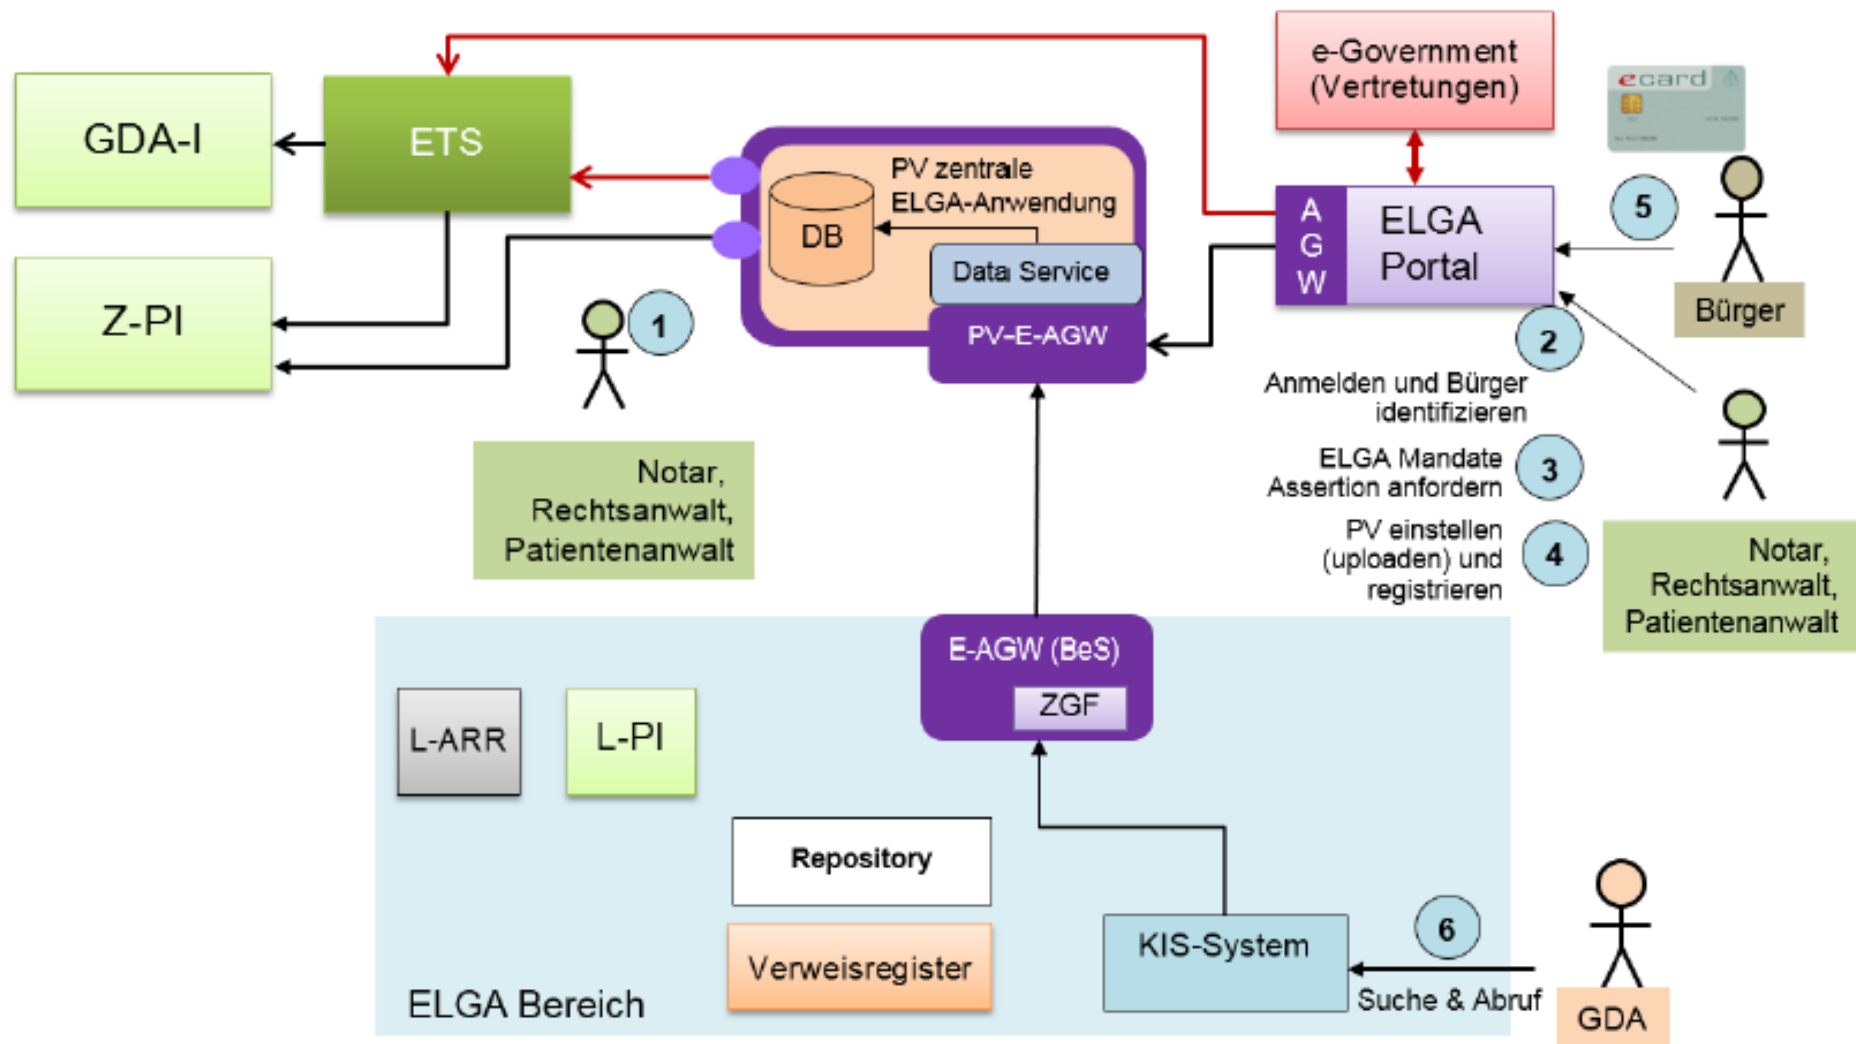 e-Government
(Vertretungen)
ecard
GDA-I
ETS
PV zentrale
ELGA-Anwendung
DB
Data Service
PV-E-AGW
A
G
W
ELGA
Portal
5
Bürger
Z-PI
1
2
Anmelden und Bürger
identifizieren
ELGA Mandate
Assertion anfordern
3
PV einstellen
(uploaden) und
registrieren
4
Notar,
Rechtsanwalt,
Patientenanwalt
Notar,
Rechtsanwalt,
Patientenanwalt
E-AGW (BeS)
ZGF
L-ARR
L-PI
Repository
Verweisregister
KIS-System
6
Suche & Abruf
GDA
ELGA Bereich